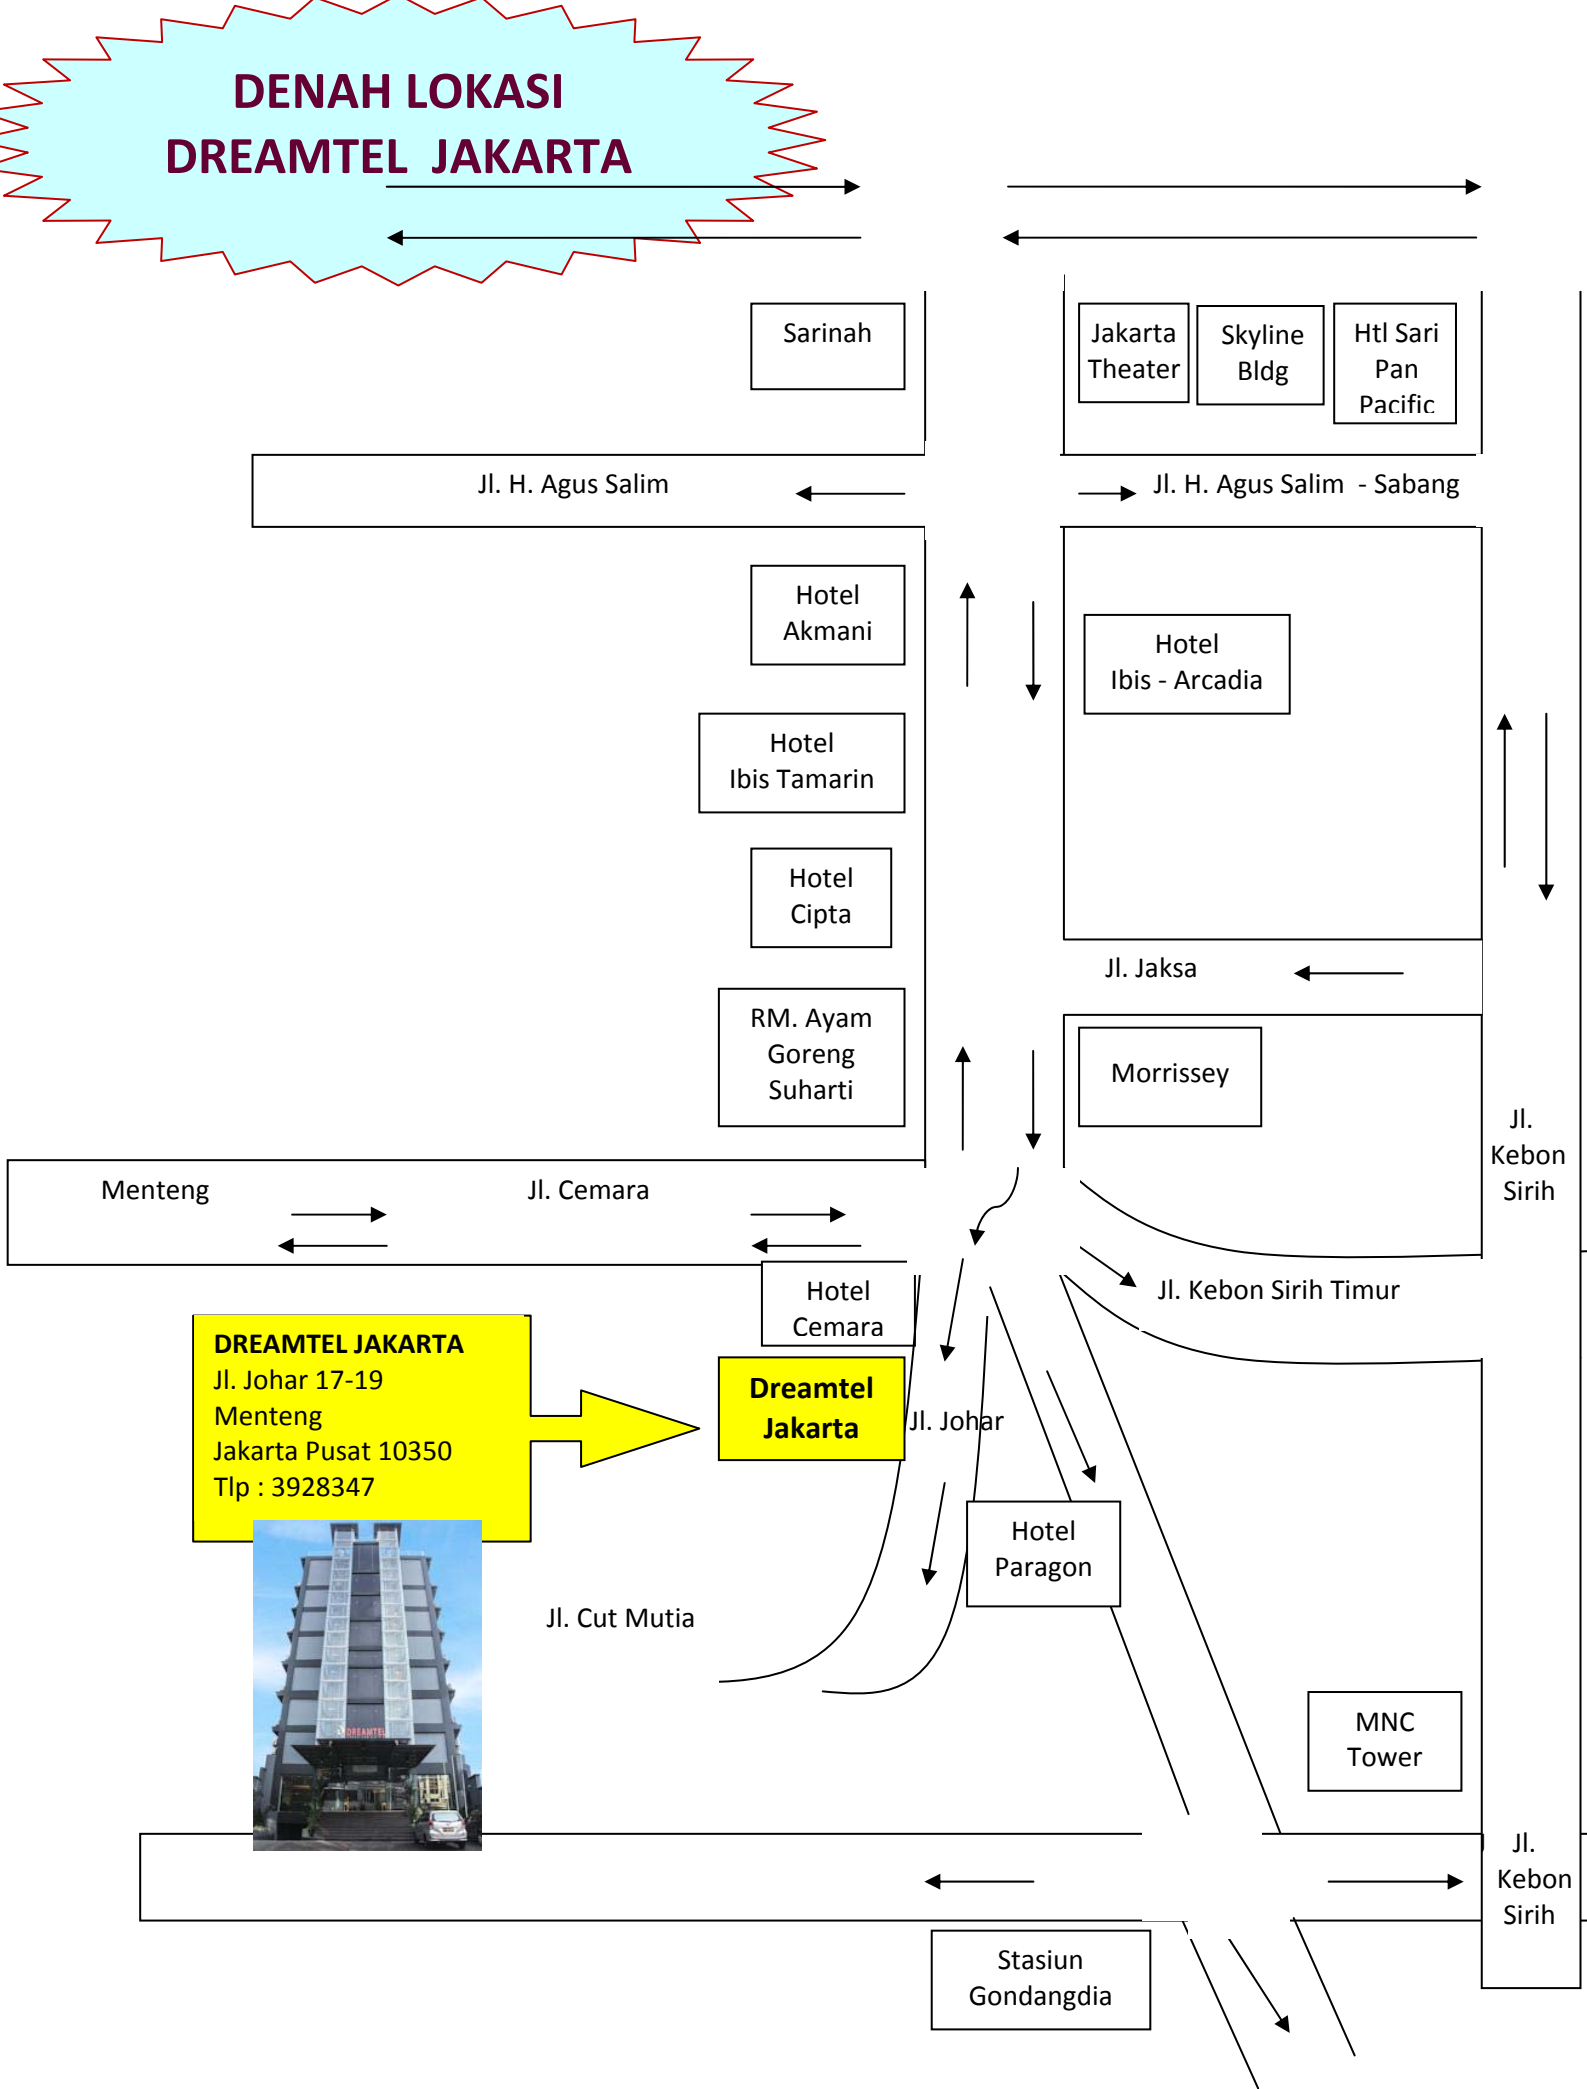 DENAH LOKASI
DREAMTEL JAKARTA
Sarinah
Jakarta
Theater
Skyline
Bldg
Htl Sari
Pan
Pacific
Jl. H. Agus Salim
Jl. H. Agus Salim - Sabang
Hotel
Akmani
Hotel
Ibis - Arcadia
Hotel
Ibis Tamarin
Hotel
Cipta
Jl. Jaksa
RM. Ayam
Goreng
Suharti
Morrissey
Jl.
Kebon
Sirih
Menteng
Jl. Cemara
Hotel
Cemara
Jl. Kebon Sirih Timur
DREAMTEL JAKARTA
Jl. Johar 17-19
Menteng
Jakarta Pusat 10350
Tlp : 3928347
Dreamtel
Jakarta
Jl. Johar
Hotel
Paragon
Jl. Cut Mutia
DREAMTEL
MNC
Tower
Jl.
Kebon
Sirih
Stasiun
Gondangdia